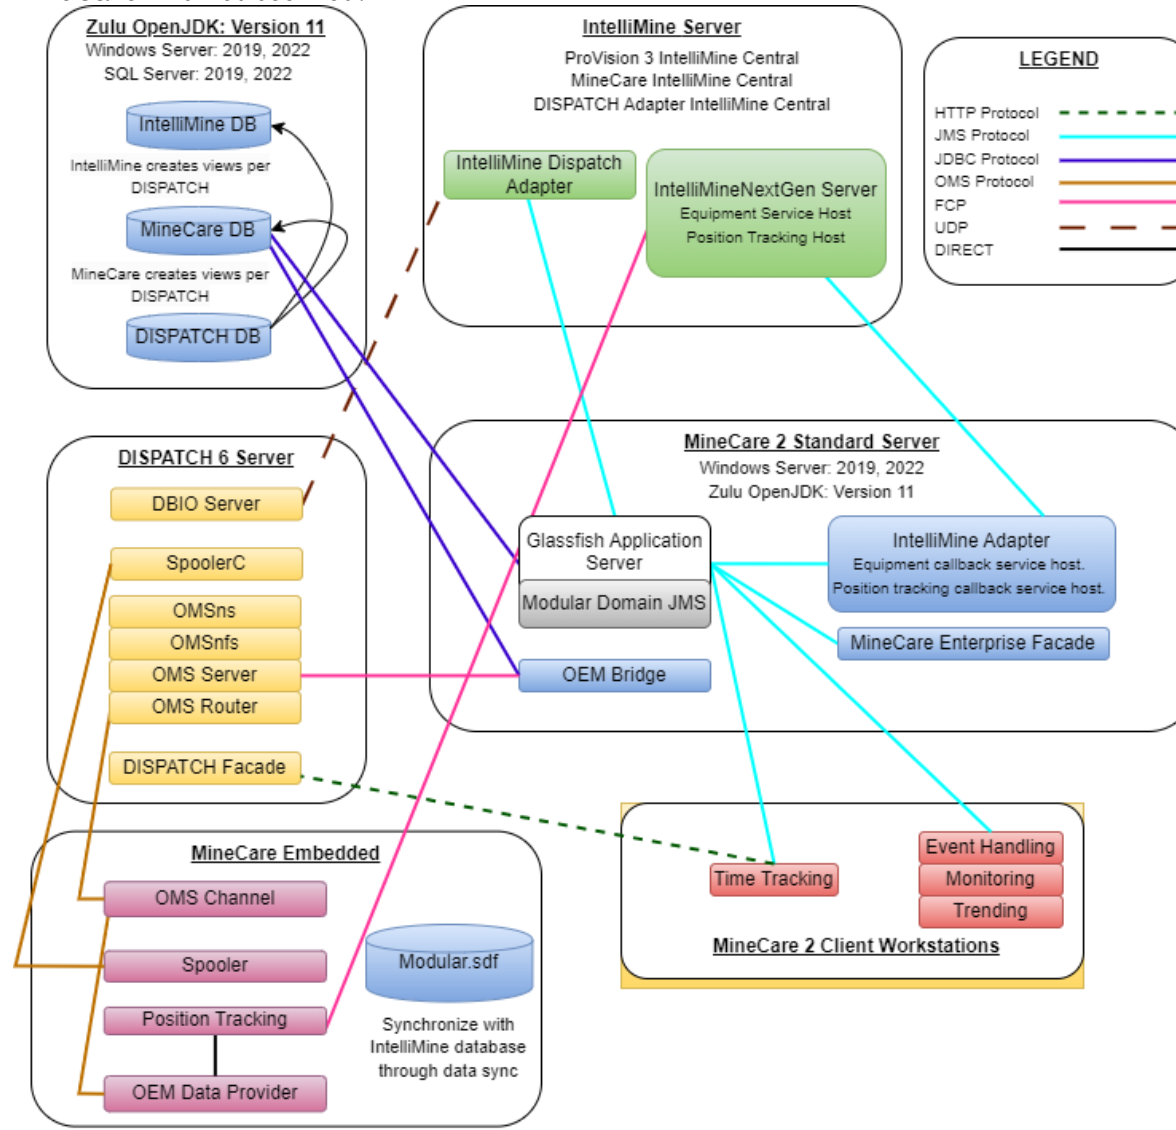 Zulu OpenJDK: Version 11
Windows Server: 2019, 2022
SQL Server: 2019, 2022
IntelliMine DB
IntelliMine creates views per
DISPATCH
MineCare DB
MineCare creates views per
DISPATCH
DISPATCH DB
IntelliMine Server
ProVision 3 IntelliMine Central
MineCare IntelliMine Central
DISPATCH Adapter IntelliMine Central
IntelliMine Dispatch
Adapter
IntelliMineNextGen Server
Equipment Service Host
Position Tracking Host
LEGEND
HTTP Protocol
JMS Protocol
JDBC Protocol
OMS Protocol
FCP
UDP
DIRECT
DISPATCH 6 Server
DBIO Server
SpoolerC
OMSns
OMSnfs
OMS Server
OMS Router
DISPATCH Facade
MineCare 2 Standard Server
Windows Server: 2019, 2022
Zulu OpenJDK: Version 11
Glassfish Application
Server
Modular Domain JMS
OEM Bridge
IntelliMine Adapter
Equipment callback service host.
Position tracking callback service host.
MineCare Enterprise Facade
MineCare Embedded
OMS Channel
Spooler
Position Tracking
OEM Data Provider
Modular.sdf
Synchronize with
IntelliMine database
through data sync
Time Tracking
Event Handling
Monitoring
Trending
MineCare 2 Client Workstations